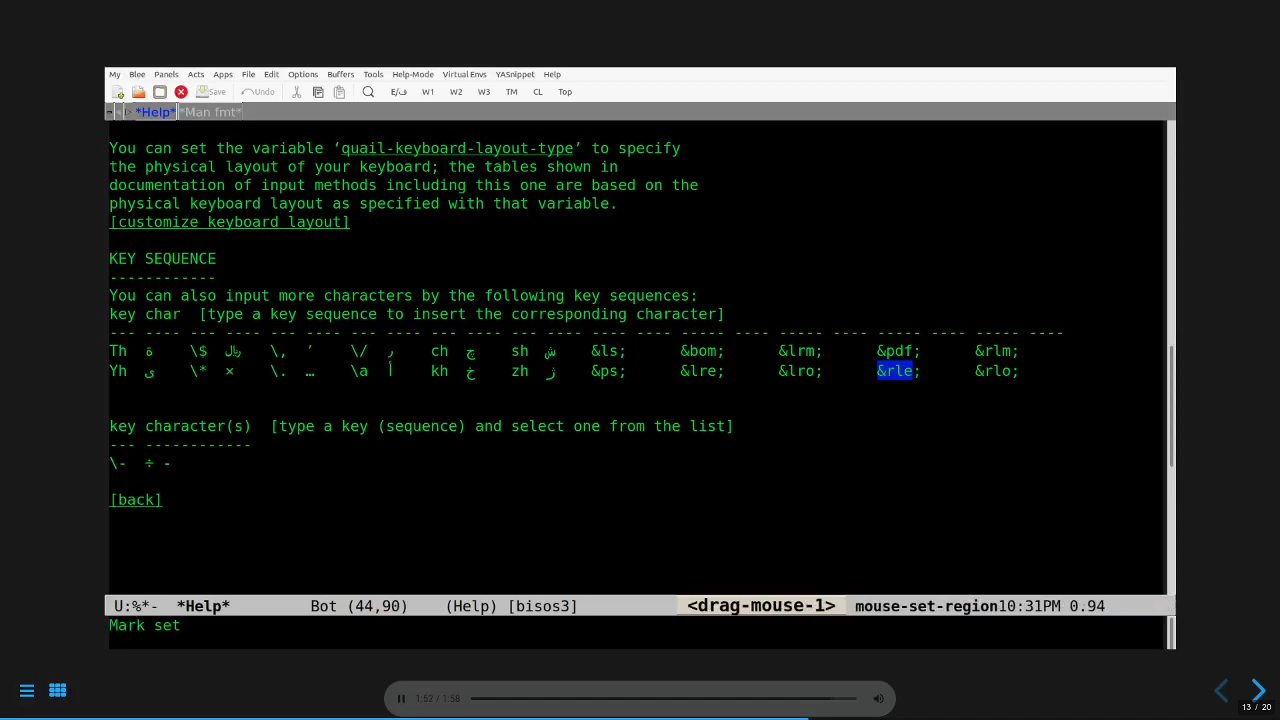 My Blee Panels Acts Apps File Edit Options Buffers Tools Help-Mode Virtual Envs YASnippet Help
Save Undo E/ف W1 W2 W3 TM CL Top
*Help* *Man fmt*
You can set the variable ‘quail-keyboard-layout-type’ to specify
the physical layout of your keyboard; the tables shown in
documentation of input methods including this one are based on the
physical keyboard layout as specified with that variable.
[customize keyboard layout]
KEY SEQUENCE
------------
You can also input more characters by the following key sequences:
key char [type a key sequence to insert the corresponding character]
--- ---- --- ---- --- ---- --- ---- --- ---- --- ---- ---- ---- ----- ---- ----- ---- ----- ---- ----- ----
Th ة \$ ﷼ \, ’ \/ ر ch چ sh ش &ls; &bom; &lrm; &pdf; &rlm;
Yh ى \* × \. … \a أ kh خ zh ژ &ps; &lre; &lro; &rle; &rlo;
key character(s) [type a key (sequence) and select one from the list]
--- ------------
\- ÷ -
[back]
U:%*- *Help* Bot (44,90) (Help) [bisos3] <drag-mouse-1> mouse-set-region10:31PM 0.94
Mark set
1:52 / 1:58
13 / 20